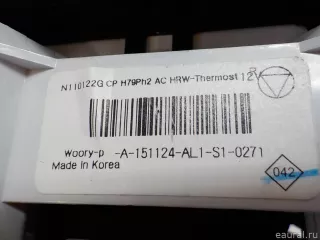 N110122G CP H79Ph2 AC HRW-Thermost 12V
Woory-p -A-151124-AL1-S1-0271
Made in Korea
042
© eaural.ru